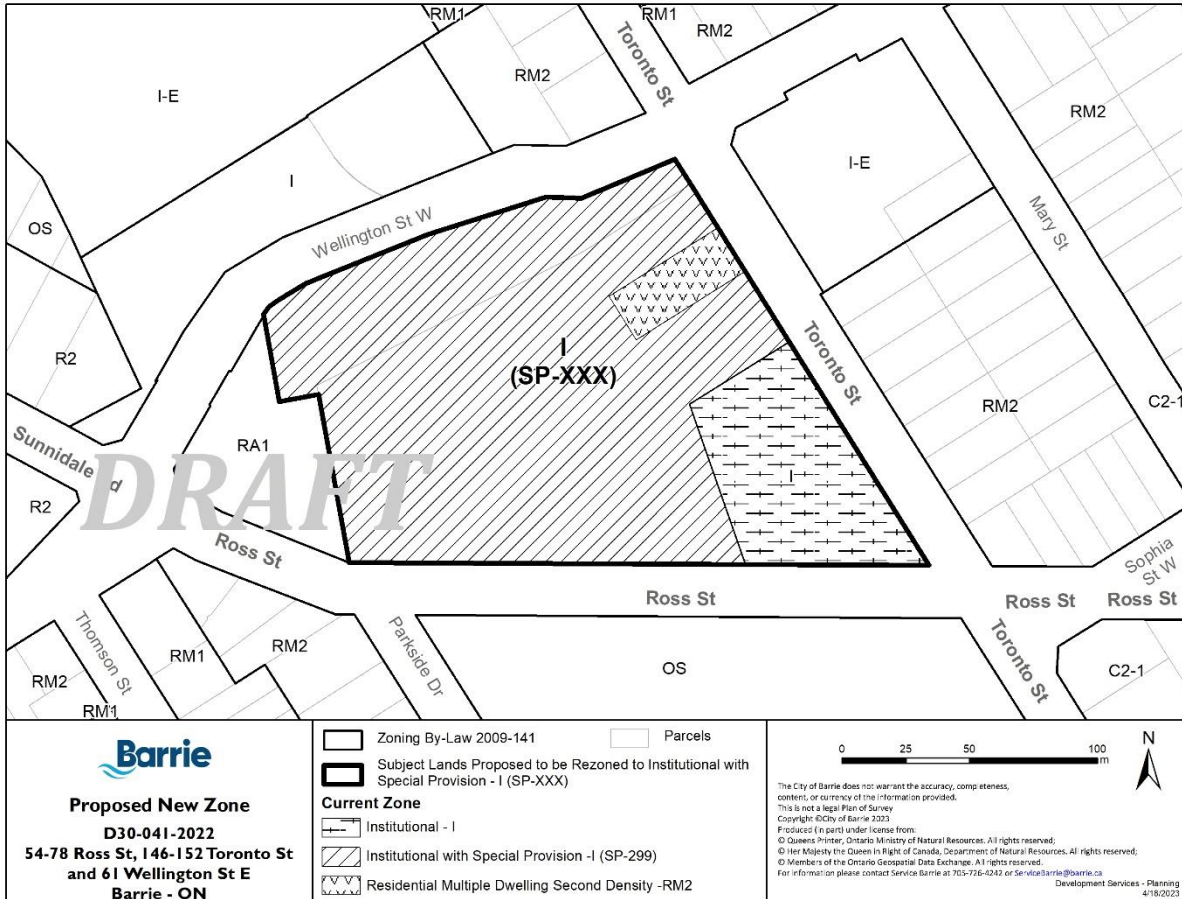 RM1
RM1
RM2
Toronto St
RM2
I-E
RM2
I
I-E
OS
Wellington St W
Mary St
R2
I
(SP-XXX)
Toronto St
RM2
C2-1
Sunnidale Rd
RA1
I
R2
DRAFT
Ross St
Sophia
St W
Ross St
Ross St
Ross St
Thomson St
RM1
RM2
Parkside Dr
OS
Toronto St
C2-1
RM2
RM1
Barrie
Proposed New Zone
D30-041-2022
54-78 Ross St, 146-152 Toronto St
and 61 Wellington St E
Barrie - ON
Zoning By-Law 2009-141
Parcels
Subject Lands Proposed to be Rezoned to Institutional with
Special Provision - I (SP-XXX)
Current Zone
Institutional - I
Institutional with Special Provision -I (SP-299)
Residential Multiple Dwelling Second Density -RM2
0 25 50 100
m
N
The City of Barrie does not warrant the accuracy, completeness,
content, or currency of the information provided.
This is not a legal Plan of Survey
Copyright ©City of Barrie 2023
Produced (in part) under license from:
© Queens Printer, Ontario Ministry of Natural Resources. All rights reserved;
© Her Majesty the Queen in Right of Canada, Department of Natural Resources. All rights reserved;
© Members of the Ontario Geospatial Data Exchange. All rights reserved.
For information please contact Service Barrie at 705-726-4242 or ServiceBarrie@barrie.ca
Development Services - Planning
4/18/2023